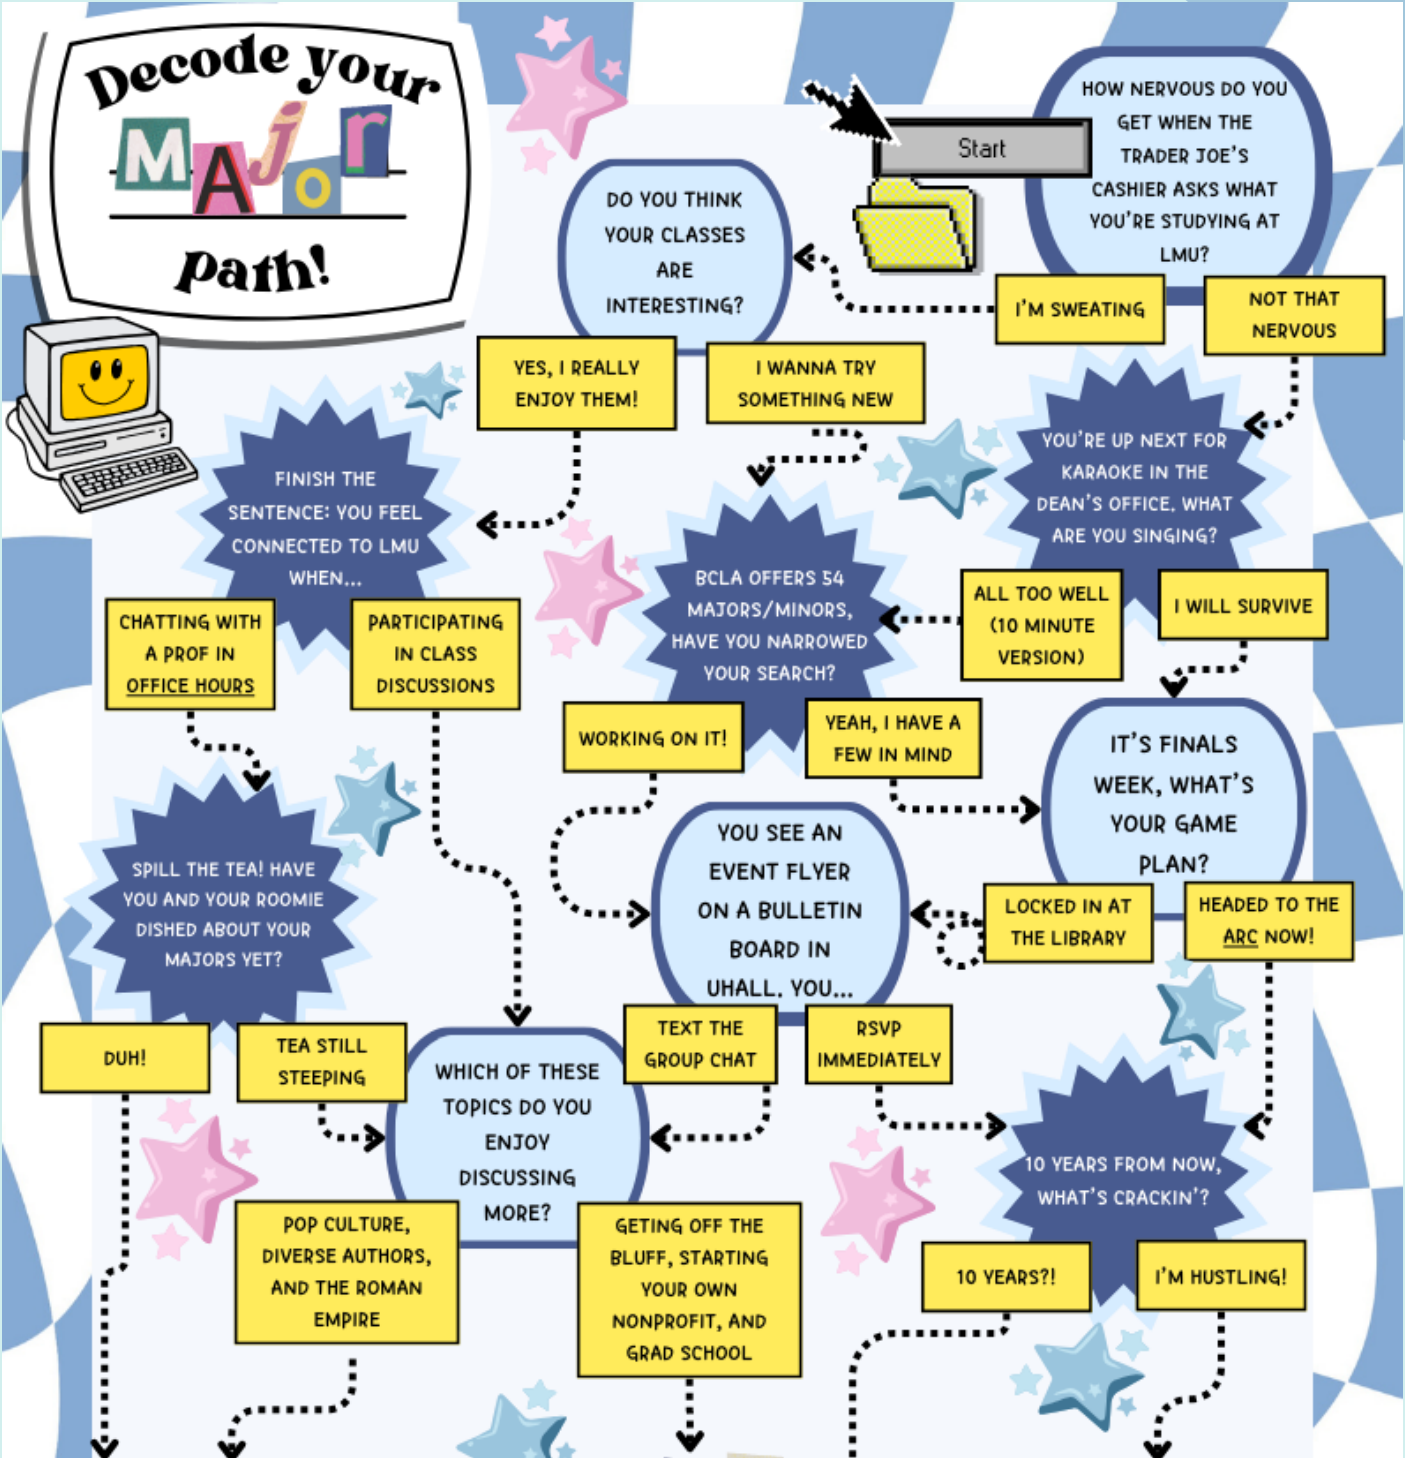 Decode your
MAjor
path!
Start
HOW NERVOUS DO YOU
GET WHEN THE
TRADER JOE'S
CASHIER ASKS WHAT
YOU'RE STUDYING AT
LMU?
I'M SWEATING
NOT THAT
NERVOUS
DO YOU THINK
YOUR CLASSES
ARE
INTERESTING?
YES, I REALLY
ENJOY THEM!
I WANNA TRY
SOMETHING NEW
YOU'RE UP NEXT FOR
KARAOKE IN THE
DEAN'S OFFICE, WHAT
ARE YOU SINGING?
ALL TOO WELL
(10 MINUTE
VERSION)
I WILL SURVIVE
FINISH THE
SENTENCE: YOU FEEL
CONNECTED TO LMU
WHEN...
CHATTING WITH
A PROF IN
OFFICE HOURS
PARTICIPATING
IN CLASS
DISCUSSIONS
BCLA OFFERS 54
MAJORS/MINORS,
HAVE YOU NARROWED
YOUR SEARCH?
WORKING ON IT!
YEAH, I HAVE A
FEW IN MIND
IT'S FINALS
WEEK, WHAT'S
YOUR GAME
PLAN?
LOCKED IN AT
THE LIBRARY
HEADED TO THE
ARC NOW!
SPILL THE TEA! HAVE
YOU AND YOUR ROOMIE
DISHED ABOUT YOUR
MAJORS YET?
DUH!
TEA STILL
STEEPING
YOU SEE AN
EVENT FLYER
ON A BULLETIN
BOARD IN
UHALL. YOU...
TEXT THE
GROUP CHAT
RSVP
IMMEDIATELY
WHICH OF THESE
TOPICS DO YOU
ENJOY
DISCUSSING
MORE?
POP CULTURE,
DIVERSE AUTHORS,
AND THE ROMAN
EMPIRE
GETING OFF THE
BLUFF, STARTING
YOUR OWN
NONPROFIT, AND
GRAD SCHOOL
10 YEARS FROM NOW,
WHAT'S CRACKIN'?
10 YEARS?!
I'M HUSTLING!